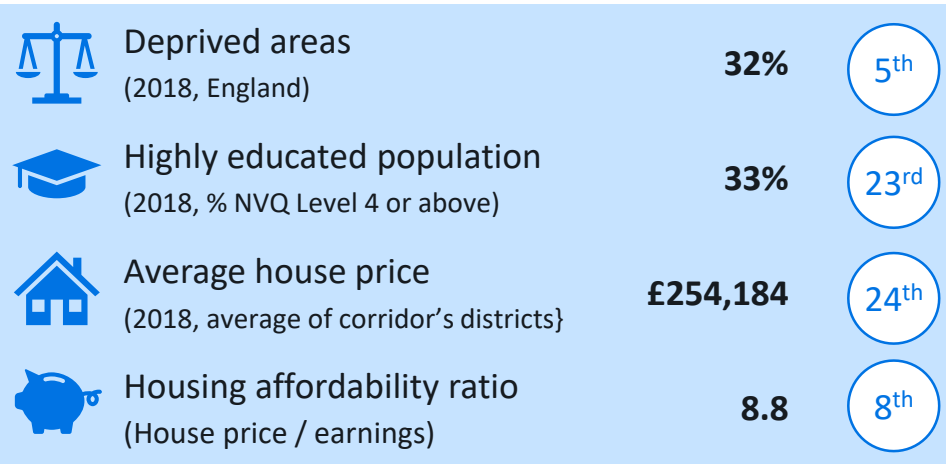 Deprived areas
(2018, England)
32%
5th
Highly educated population
(2018, % NVQ Level 4 or above)
33%
23rd
Average house price
(2018, average of corridor's districts}
£254,184
24th
Housing affordability ratio
(House price / earnings)
8.8
8th